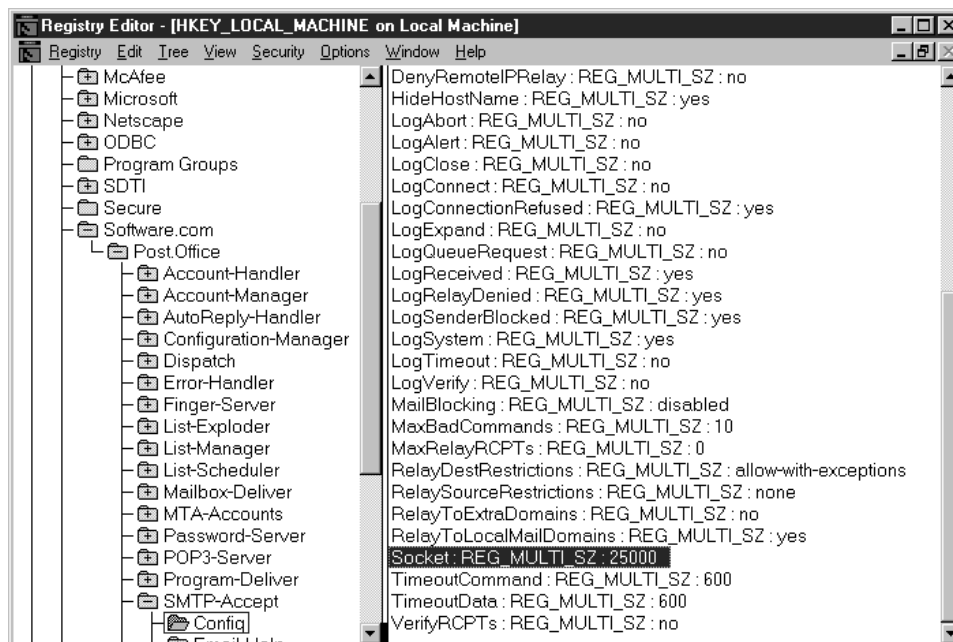 Registry Editor - [HKEY_LOCAL_MACHINE on Local Machine]
Registry Edit Tree View Security Options Window Help
McAfee
Microsoft
Netscape
ODBC
Program Groups
SDTI
Secure
Software.com
Post.Office
Account-Handler
Account-Manager
AutoReply-Handler
Configuration-Manager
Dispatch
Error-Handler
Finger-Server
List-Exploder
List-Manager
List-Scheduler
Mailbox-Deliver
MTA-Accounts
Password-Server
POP3-Server
Program-Deliver
SMTP-Accept
Config
Email-Help
DenyRemoteIPRelay : REG_MULTI_SZ : no
HideHostName : REG_MULTI_SZ : yes
LogAbort : REG_MULTI_SZ : no
LogAlert : REG_MULTI_SZ : no
LogClose : REG_MULTI_SZ : no
LogConnect : REG_MULTI_SZ : no
LogConnectionRefused : REG_MULTI_SZ : yes
LogExpand : REG_MULTI_SZ : no
LogQueueRequest : REG_MULTI_SZ : no
LogReceived : REG_MULTI_SZ : yes
LogRelayDenied : REG_MULTI_SZ : yes
LogSenderBlocked : REG_MULTI_SZ : yes
LogSystem : REG_MULTI_SZ : yes
LogTimeout : REG_MULTI_SZ : no
LogVerify : REG_MULTI_SZ : no
MailBlocking : REG_MULTI_SZ : disabled
MaxBadCommands : REG_MULTI_SZ : 10
MaxRelayRCPTs : REG_MULTI_SZ : 0
RelayDestRestrictions : REG_MULTI_SZ : allow-with-exceptions
RelaySourceRestrictions : REG_MULTI_SZ : none
RelayToExtraDomains : REG_MULTI_SZ : no
RelayToLocalMailDomains : REG_MULTI_SZ : yes
Socket : REG_MULTI_SZ : 25000
TimeoutCommand : REG_MULTI_SZ : 600
TimeoutData : REG_MULTI_SZ : 600
VerifyRCPTs : REG_MULTI_SZ : no